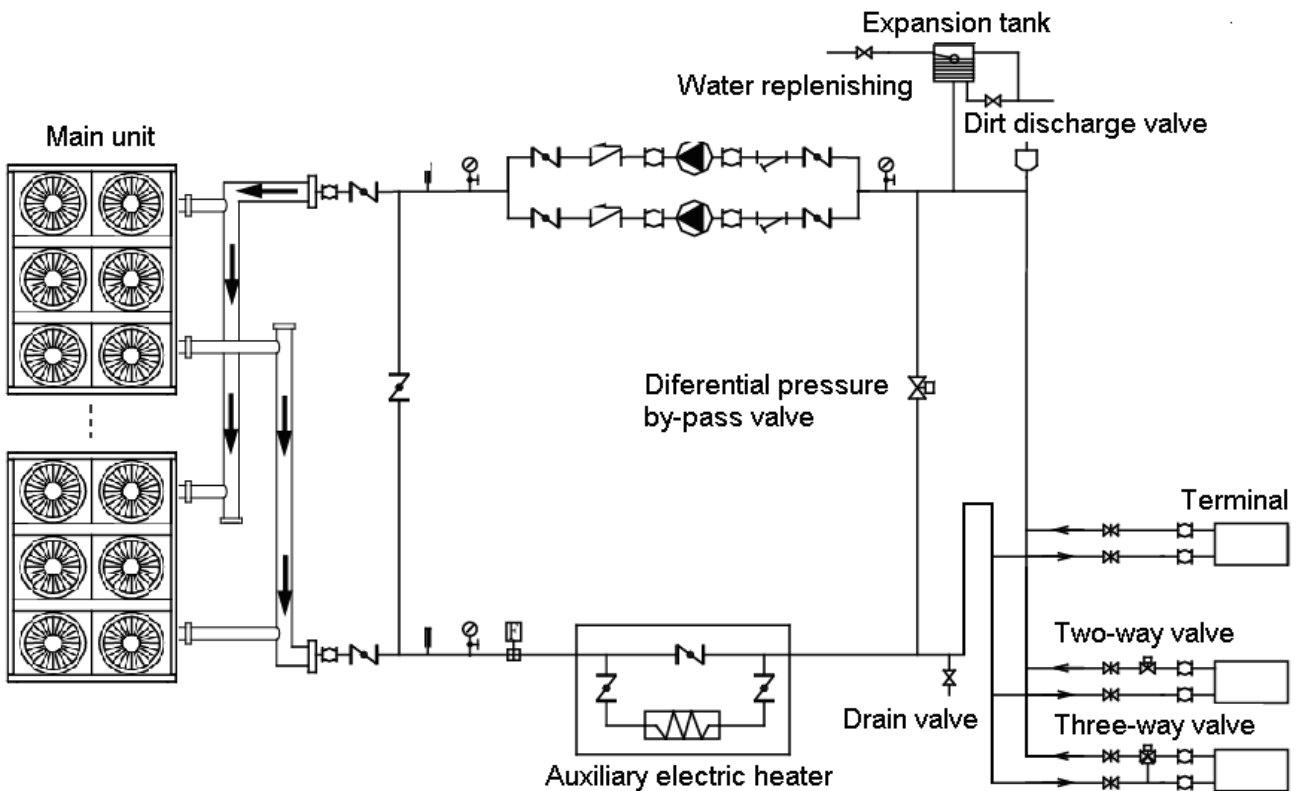 Expansion tank
Water replenishing
Dirt discharge valve
Main unit
Diferential pressure
by-pass valve
Terminal
Two-way valve
Drain valve
Three-way valve
Auxiliary electric heater